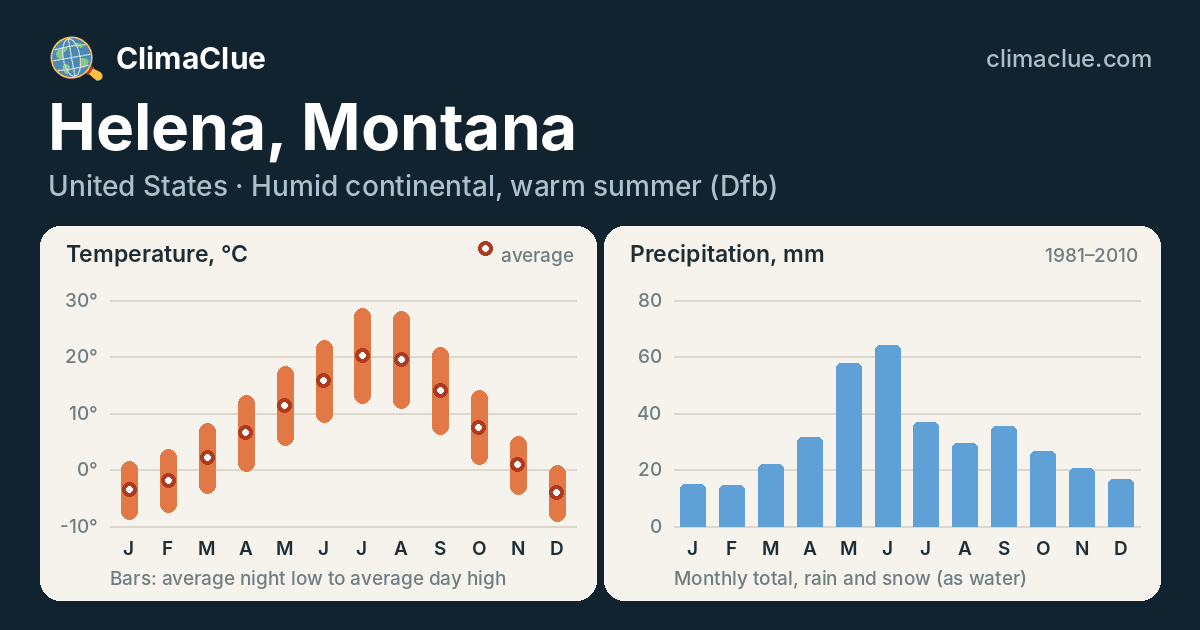 ClimaClue
climaclue.com
Helena, Montana
United States · Humid continental, warm summer (Dfb)
Temperature, °C
average
30°
20°
10°
0°
-10°
J F M A M J J A S O N D
Bars: average night low to average day high
Precipitation, mm
1981–2010
80
60
40
20
0
J F M A M J J A S O N D
Monthly total, rain and snow (as water)